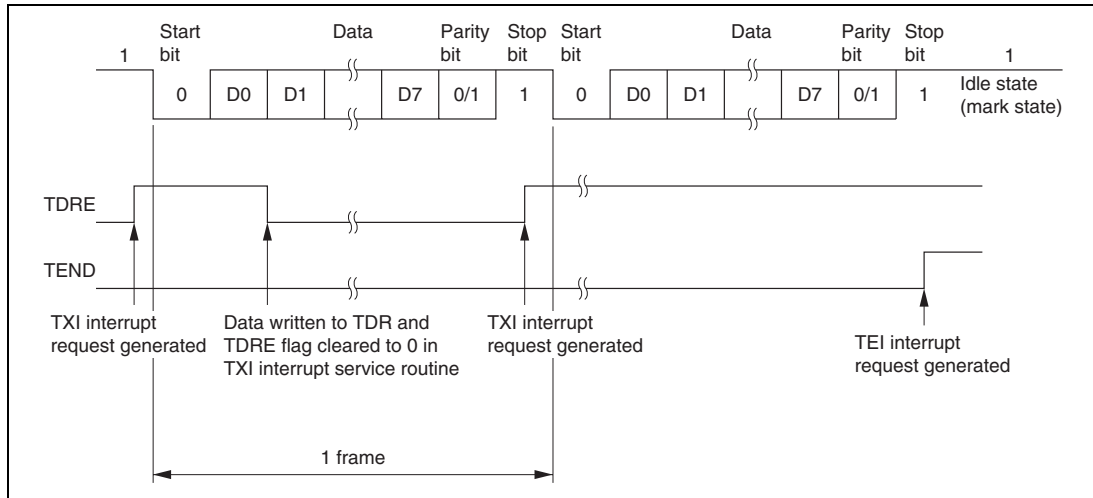 Start bit Data Parity bit Stop bit Start bit Data Parity bit Stop bit
1 1
0 D0 D1 D7 0/1 1 0 D0 D1 D7 0/1 1 Idle state (mark state)
TDRE
TEND
TXI interrupt request generated
Data written to TDR and TDRE flag cleared to 0 in TXI interrupt service routine
TXI interrupt request generated
TEI interrupt request generated
1 frame